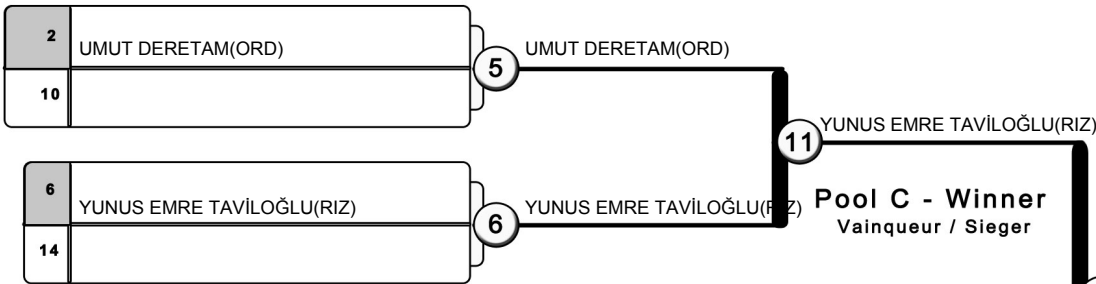 2
UMUT DERETAM(ORD)
10
5
UMUT DERETAM(ORD)
11
YUNUS EMRE TAVİLOĞLU(RIZ)
6
YUNUS EMRE TAVİLOĞLU(RIZ)
14
6
YUNUS EMRE TAVİLOĞLU(RIZ)
Pool C - Winner
Vainqueur / Sieger